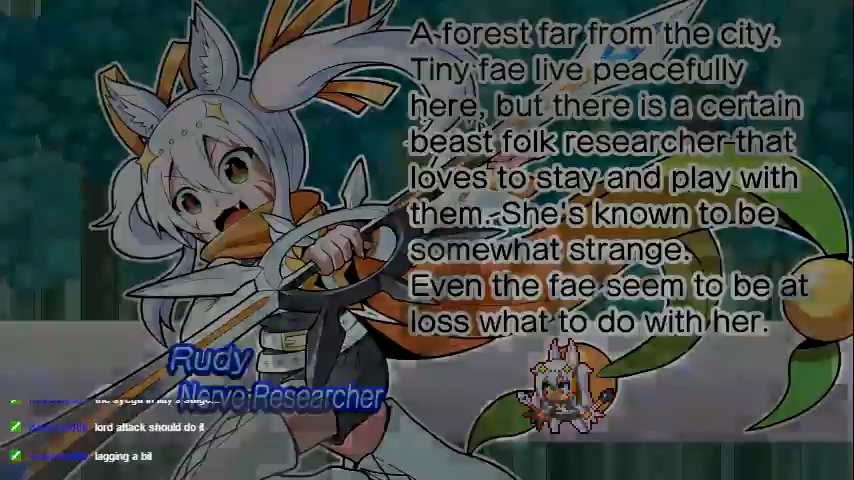 A forest far from the city.
Tiny fae live peacefully
here, but there is a certain
beast folk researcher that
loves to stay and play with
them. She's known to be
somewhat strange.
Even the fae seem to be at
loss what to do with her.
Rudy
Nerve Researcher
lord attack should do it
lagging a bit